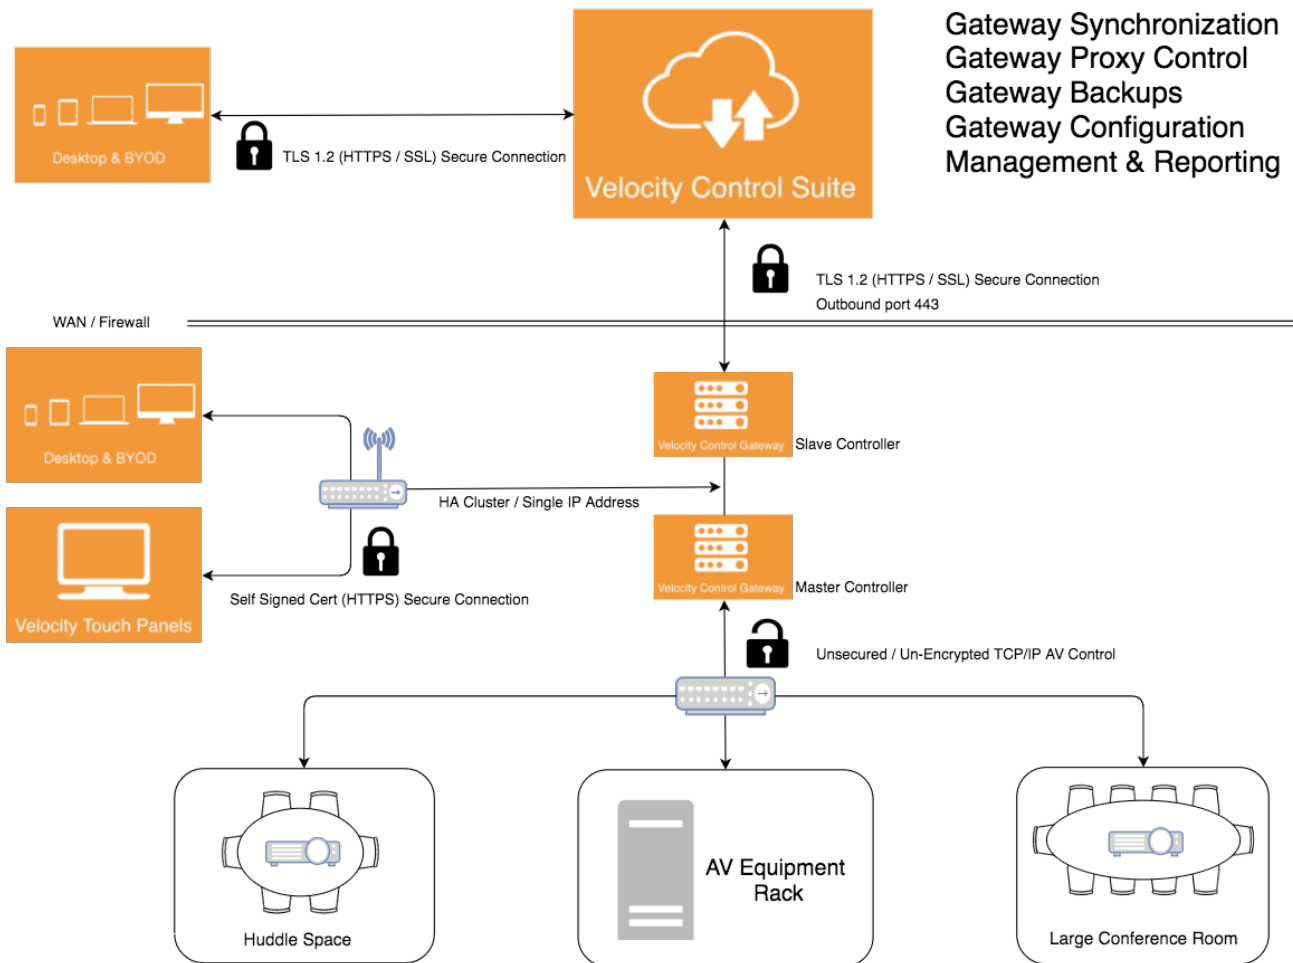 Gateway Synchronization
Gateway Proxy Control
Gateway Backups
Gateway Configuration
Management & Reporting
Desktop & BYOD
TLS 1.2 (HTTPS / SSL) Secure Connection
Velocity Control Suite
TLS 1.2 (HTTPS / SSL) Secure Connection
Outbound port 443
WAN / Firewall
Desktop & BYOD
Velocity Control Gateway
Slave Controller
HA Cluster / Single IP Address
Velocity Control Gateway
Master Controller
Self Signed Cert (HTTPS) Secure Connection
Velocity Touch Panels
Unsecured / Un-Encrypted TCP/IP AV Control
Huddle Space
AV Equipment
Rack
Large Conference Room